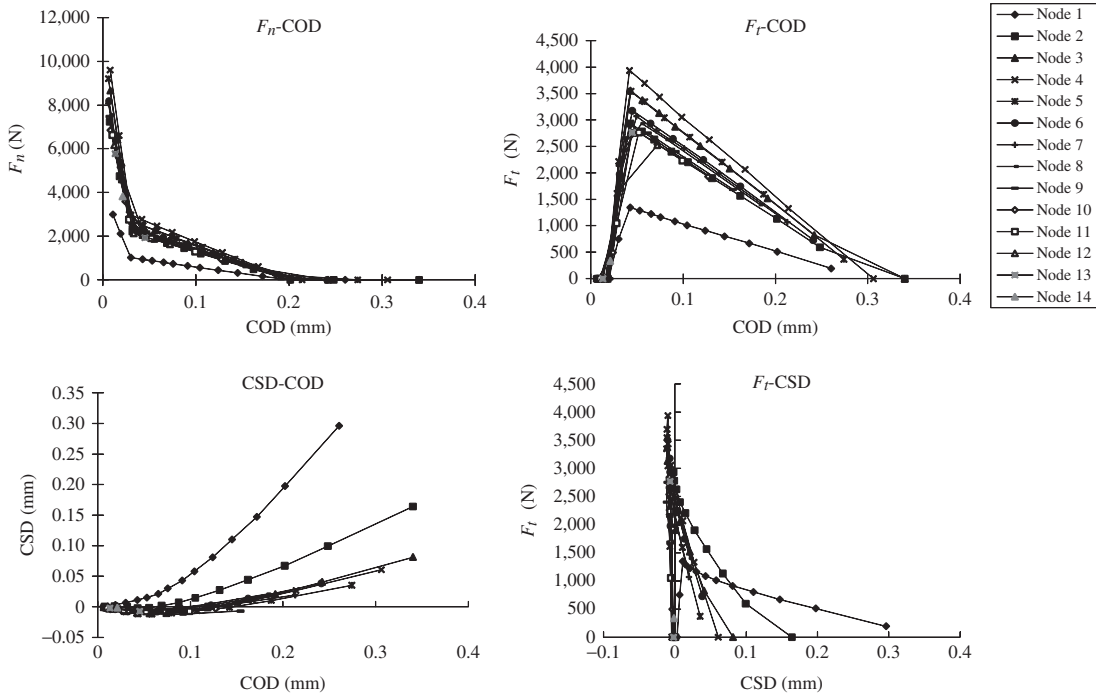 Fn-COD
12,000
10,000
8,000
6,000
4,000
2,000
0
Fn (N)
0 0.1 0.2 0.3 0.4
COD (mm)
Ft-COD
4,500
4,000
3,500
3,000
2,500
2,000
1,500
1,000
500
0
Ft (N)
0 0.1 0.2 0.3 0.4
COD (mm)
Node 1
Node 2
Node 3
Node 4
Node 5
Node 6
Node 7
Node 8
Node 9
Node 10
Node 11
Node 12
Node 13
Node 14
CSD-COD
0.35
0.30
0.25
0.20
0.15
0.10
0.05
0
−0.05
CSD (mm)
0 0.1 0.2 0.3 0.4
COD (mm)
Ft-CSD
4,500
4,000
3,500
3,000
2,500
2,000
1,500
1,000
500
0
Ft (N)
−0.1 0 0.1 0.2 0.3 0.4
CSD (mm)